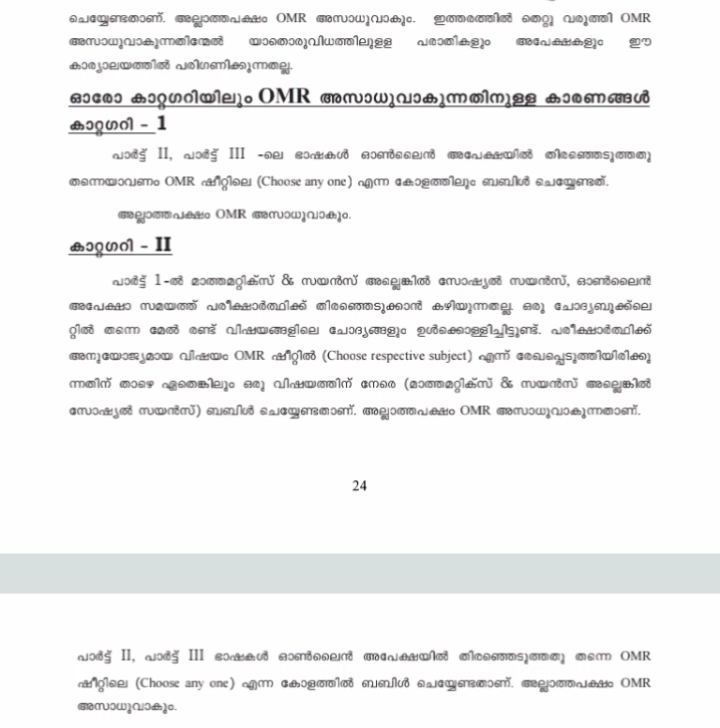 ചെയ്യേണ്ടതാണ്. അല്ലാത്തപക്ഷം OMR അസാധുവാകും. ഇത്തരത്തിൽ തെറ്റു വരുത്തി OMR
അസാധുവാകുന്നതിന്മേൽ യാതൊരുവിധത്തിലുളള പരാതികളും അപേക്ഷകളും ഈ
കാര്യാലയത്തിൽ പരിഗണിക്കുന്നതല്ല.
ഓരോ കാറ്റഗറിയിലും OMR അസാധുവാകുന്നതിനുള്ള കാരണങ്ങൾ
കാറ്റഗറി - 1
പാർട്ട് II, പാർട്ട് III -ലെ ഭാഷകൾ ഓൺലൈൻ അപേക്ഷയിൽ തിരഞ്ഞെടുത്തതു
തന്നെയാവണം OMR ഷീറ്റിലെ (Choose any one) എന്ന കോളത്തിലും ബബിൾ ചെയ്യേണ്ടത്.
അല്ലാത്തപക്ഷം OMR അസാധുവാകും.
കാറ്റഗറി - II
പാർട്ട് 1-ൽ മാത്തമറ്റിക്സ് & സയൻസ് അല്ലെങ്കിൽ സോഷ്യൽ സയൻസ്, ഓൺലൈൻ
അപേക്ഷാ സമയത്ത് പരീക്ഷാർത്ഥിക്ക് തിരഞ്ഞെടുക്കാൻ കഴിയുന്നതല്ല. ഒരു ചോദ്യബുക്ക്ലെ
റ്റിൽ തന്നെ മേൽ രണ്ട് വിഷയങ്ങളിലെ ചോദ്യങ്ങളും ഉൾക്കൊള്ളിച്ചിട്ടുണ്ട്. പരീക്ഷാർത്ഥിക്ക്
അനുയോജ്യമായ വിഷയം OMR ഷീറ്റിൽ (Choose respective subject) എന്ന് രേഖപ്പെടുത്തിയിരിക്കു
ന്നതിന് താഴെ ഏതെങ്കിലും ഒരു വിഷയത്തിന് നേരെ (മാത്തമറ്റിക്സ് & സയൻസ് അല്ലെങ്കിൽ
സോഷ്യൽ സയൻസ്) ബബിൾ ചെയ്യേണ്ടതാണ്. അല്ലാത്തപക്ഷം OMR അസാധുവാകുന്നതാണ്.
24
പാർട്ട് II, പാർട്ട് III ഭാഷകൾ ഓൺലൈൻ അപേക്ഷയിൽ തിരഞ്ഞെടുത്തതു തന്നെ OMR
ഷീറ്റിലെ (Choose any one) എന്ന കോളത്തിൽ ബബിൾ ചെയ്യേണ്ടതാണ്. അല്ലാത്തപക്ഷം OMR
അസാധുവാകും.